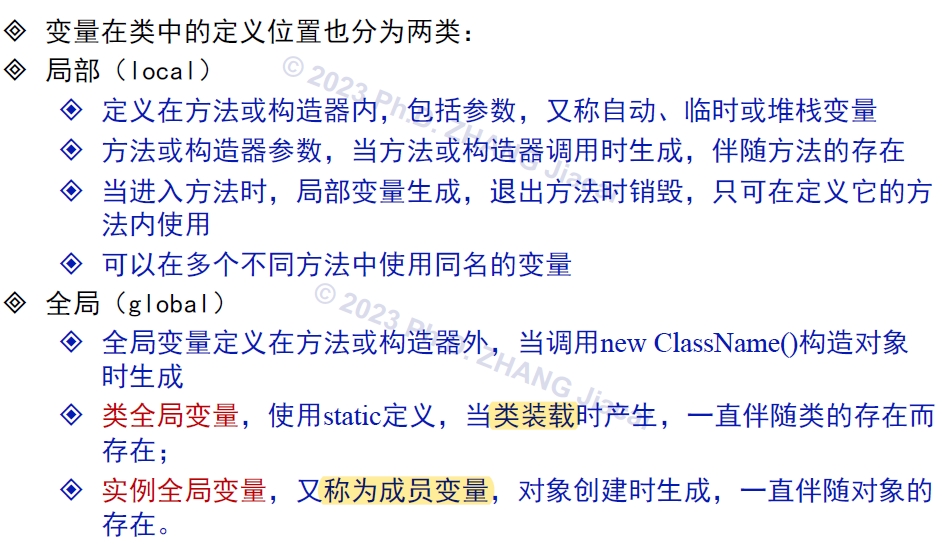 变量在类中的定义位置也分为两类：
局部（local）
定义在方法或构造器内，包括参数，又称自动、临时或堆栈变量
方法或构造器参数，当方法或构造器调用时生成，伴随方法的存在
当进入方法时，局部变量生成，退出方法时销毁，只可在定义它的方
法内使用
可以在多个不同方法中使用同名的变量
全局（global）
全局变量定义在方法或构造器外，当调用new ClassName()构造对象
时生成
类全局变量，使用static定义，当类装载时产生，一直伴随类的存在而
存在；
实例全局变量，又称为成员变量，对象创建时生成，一直伴随对象的
存在。
© 2023 Ph.D. ZHANG
© 2023 Ph.D. ZHANG